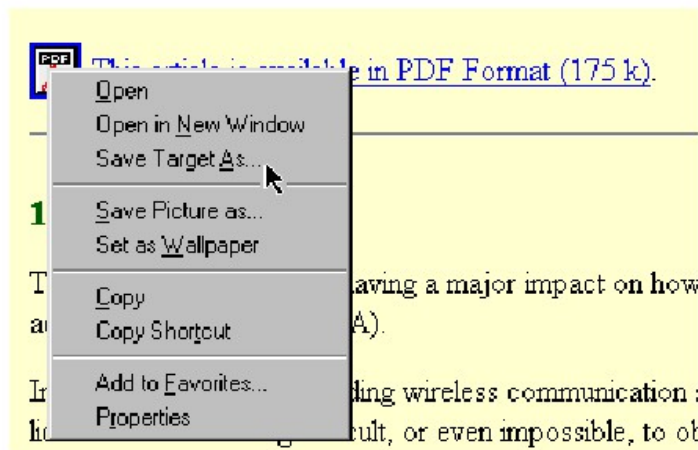 PDF
This article is available in PDF Format (175 k).
Open
Open in New Window
Save Target As...
Save Picture as...
Set as Wallpaper
Copy
Copy Shortcut
Add to Favorites...
Properties
1
aving a major impact on how
A).
ding wireless communication
cult, or even impossible, to ob